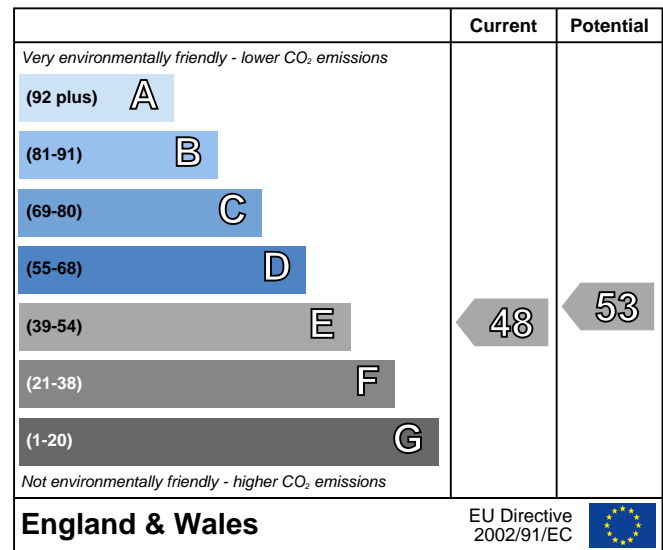 Current Potential
Very environmentally friendly - lower CO₂ emissions
(92 plus) A
(81-91) B
(69-80) C
(55-68) D
(39-54) E 48 53
(21-38) F
(1-20) G
Not environmentally friendly - higher CO₂ emissions
England & Wales
EU Directive
2002/91/EC